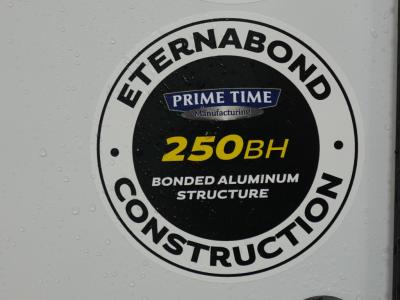 ETERNABOND
PRIME TIME
Manufacturing
250BH
BONDED ALUMINUM
STRUCTURE
CONSTRUCTION